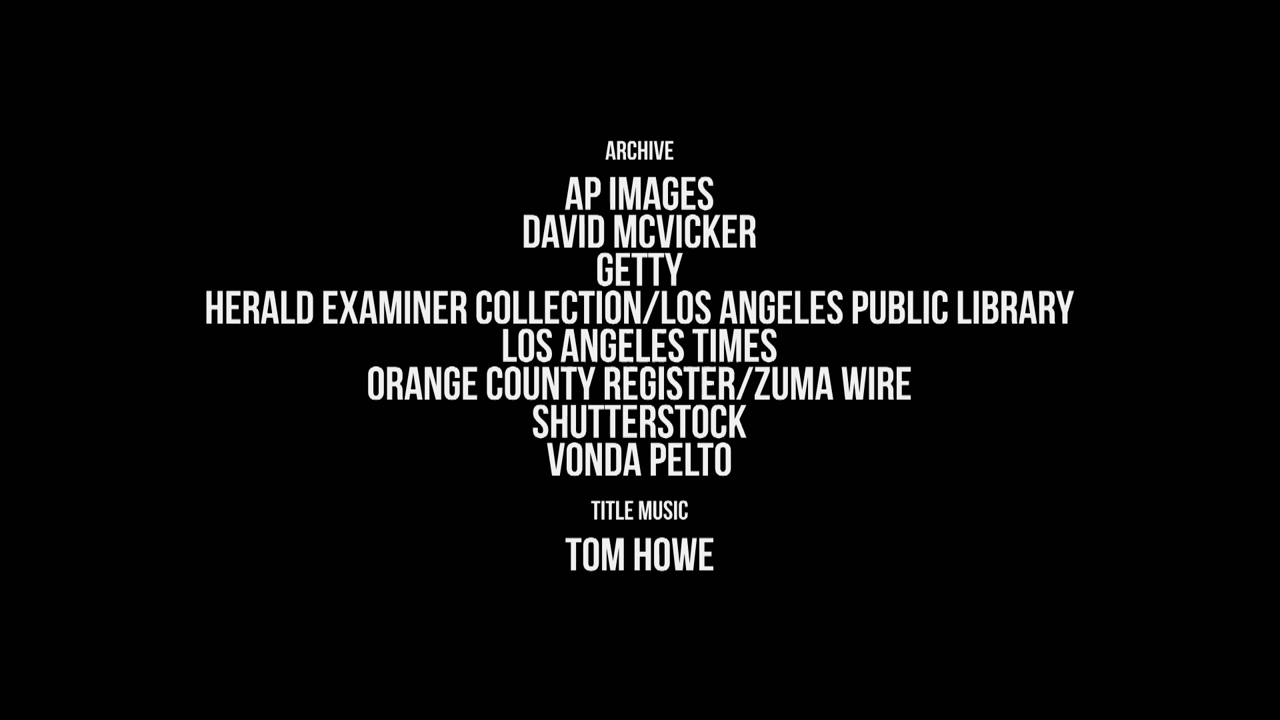 ARCHIVE
AP IMAGES
DAVID MCVICKER
GETTY
HERALD EXAMINER COLLECTION/LOS ANGELES PUBLIC LIBRARY
LOS ANGELES TIMES
ORANGE COUNTY REGISTER/ZUMA WIRE
SHUTTERSTOCK
VONDA PELTO
TITLE MUSIC
TOM HOWE